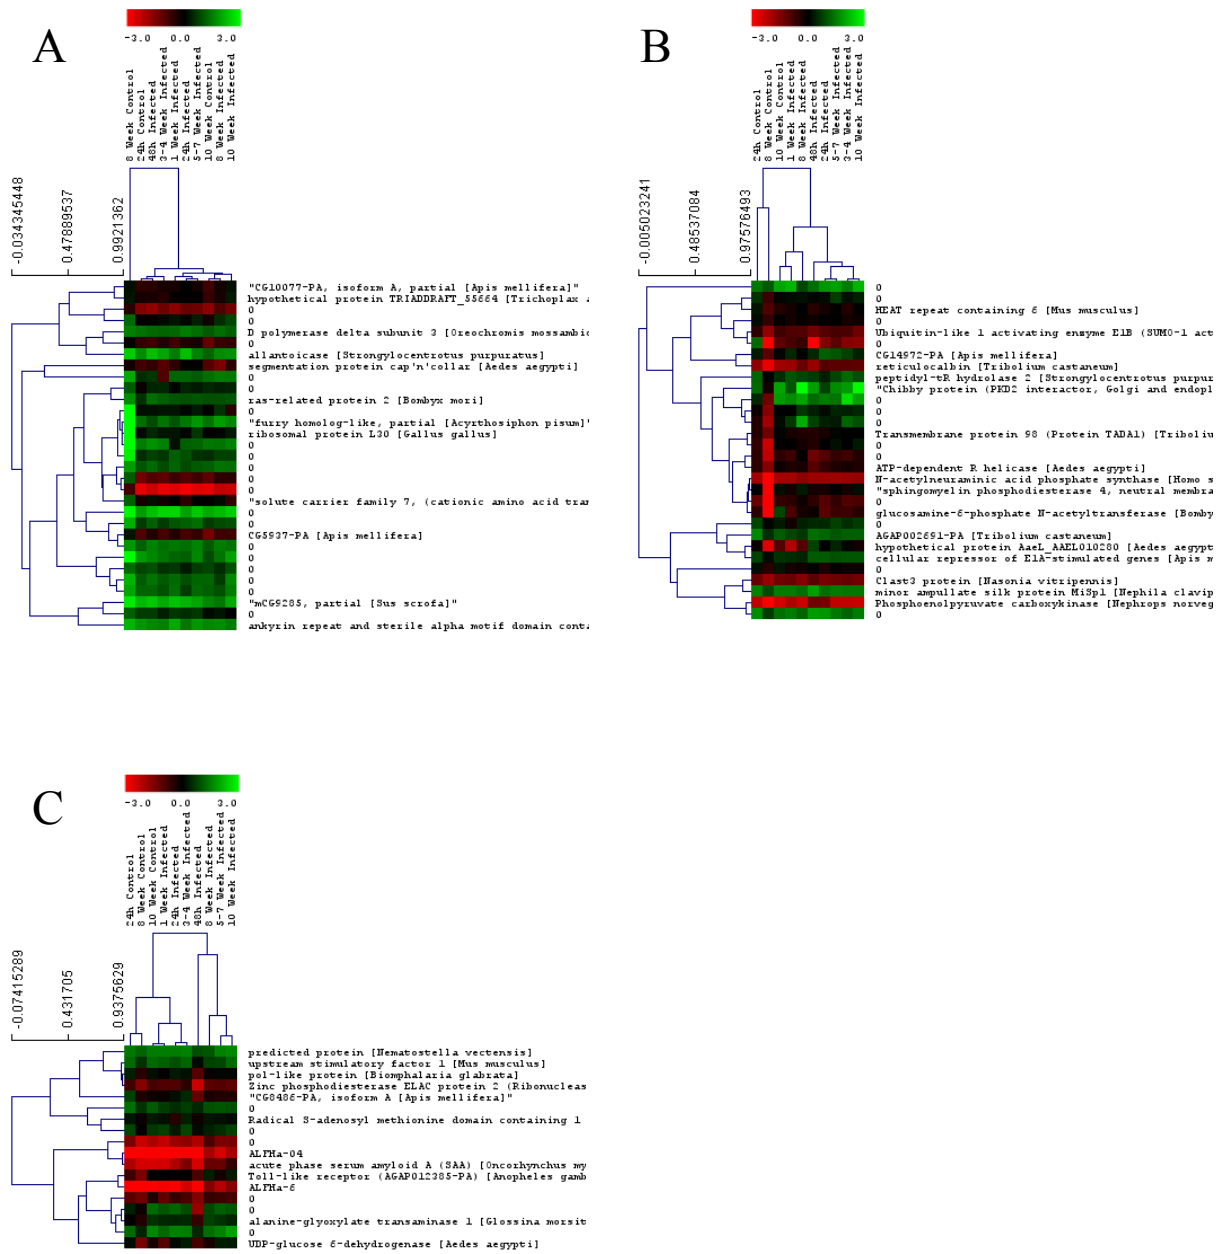 A
-3.0 0.0 3.0
8 Week Control
24h Control
48h Infected
3-4 Week Infected
1 Week Infected
24h Infected
5-7 Week Infected
10 Week Control
8 Week Infected
10 Week Infected
-0.034345448
0.47889537
0.9921362
"CG10077-PA, isoform A, partial [Apis mellifera]"
hypothetical protein TRIADDRAFT_55664 [Trichoplax a
0
0
D polymerase delta subunit 3 [Oreochromis mossambic
0
allantoicase [Strongylocentrotus purpuratus]
segmentation protein cap'n'collar [Aedes aegypti]
0
0
ras-related protein 2 [Bombyx mori]
0
"furry homolog-like, partial [Acyrthosiphon pisum]"
ribosomal protein L30 [Gallus gallus]
0
0
0
0
0
"solute carrier family 7, (cationic amino acid tran
0
0
CG5937-PA [Apis mellifera]
0
0
0
0
0
"mCG9285, partial [Sus scrofa]"
0
ankyrin repeat and sterile alpha motif domain conta
B
-3.0 0.0 3.0
24h Control
8 Week Control
10 Week Control
1 Week Infected
8 Week Infected
48h Infected
24h Infected
5-7 Week Infected
3-4 Week Infected
10 Week Infected
-0.005023241
0.48537084
0.97576493
0
0
HEAT repeat containing 6 [Mus musculus]
0
Ubiquitin-like 1 activating enzyme E1B (SUMO-1 act
0
CG14972-PA [Apis mellifera]
reticulocalbin [Tribolium castaneum]
peptidyl-tR hydrolase 2 [Strongylocentrotus purpur
"Chibby protein (PKD2 interactor, Golgi and endopl
0
0
0
Transmembrane protein 98 (Protein TADA1) [Triboliu
0
0
ATP-dependent R helicase [Aedes aegypti]
N-acetylneuraminic acid phosphate synthase [Homo s
"sphingomyelin phosphodiesterase 4, neutral membra
0
glucosamine-6-phosphate N-acetyltransferase [Bomby
0
AGAP002691-PA [Tribolium castaneum]
hypothetical protein AaeL_AAEL010280 [Aedes aegypt
cellular repressor of E1A-stimulated genes [Apis m
0
Clast3 protein [Nasonia vitripennis]
minor ampullate silk protein MiSp1 [Nephila clavip
Phosphoenolpyruvate carboxykinase [Nephrops norveg
0
C
-3.0 0.0 3.0
24h Control
8 Week Control
10 Week Control
1 Week Infected
24h Infected
3-4 Week Infected
48h Infected
8 Week Infected
5-7 Week Infected
10 Week Infected
-0.07415289
0.431705
0.9375629
predicted protein [Nematostella vectensis]
upstream stimulatory factor 1 [Mus musculus]
pol-like protein [Biomphalaria glabrata]
Zinc phosphodiesterase ELAC protein 2 (Ribonucleas
"CG8486-PA, isoform A [Apis mellifera]"
0
Radical S-adenosyl methionine domain containing 1
0
0
ALFHa-04
acute phase serum amyloid A (SAA) [Oncorhynchus my
Toll-like receptor (AGAP012385-PA) [Anopheles gamb
ALFHa-6
0
0
alanine-glyoxylate transaminase 1 [Glossina morsit
0
UDP-glucose 6-dehydrogenase [Aedes aegypti]